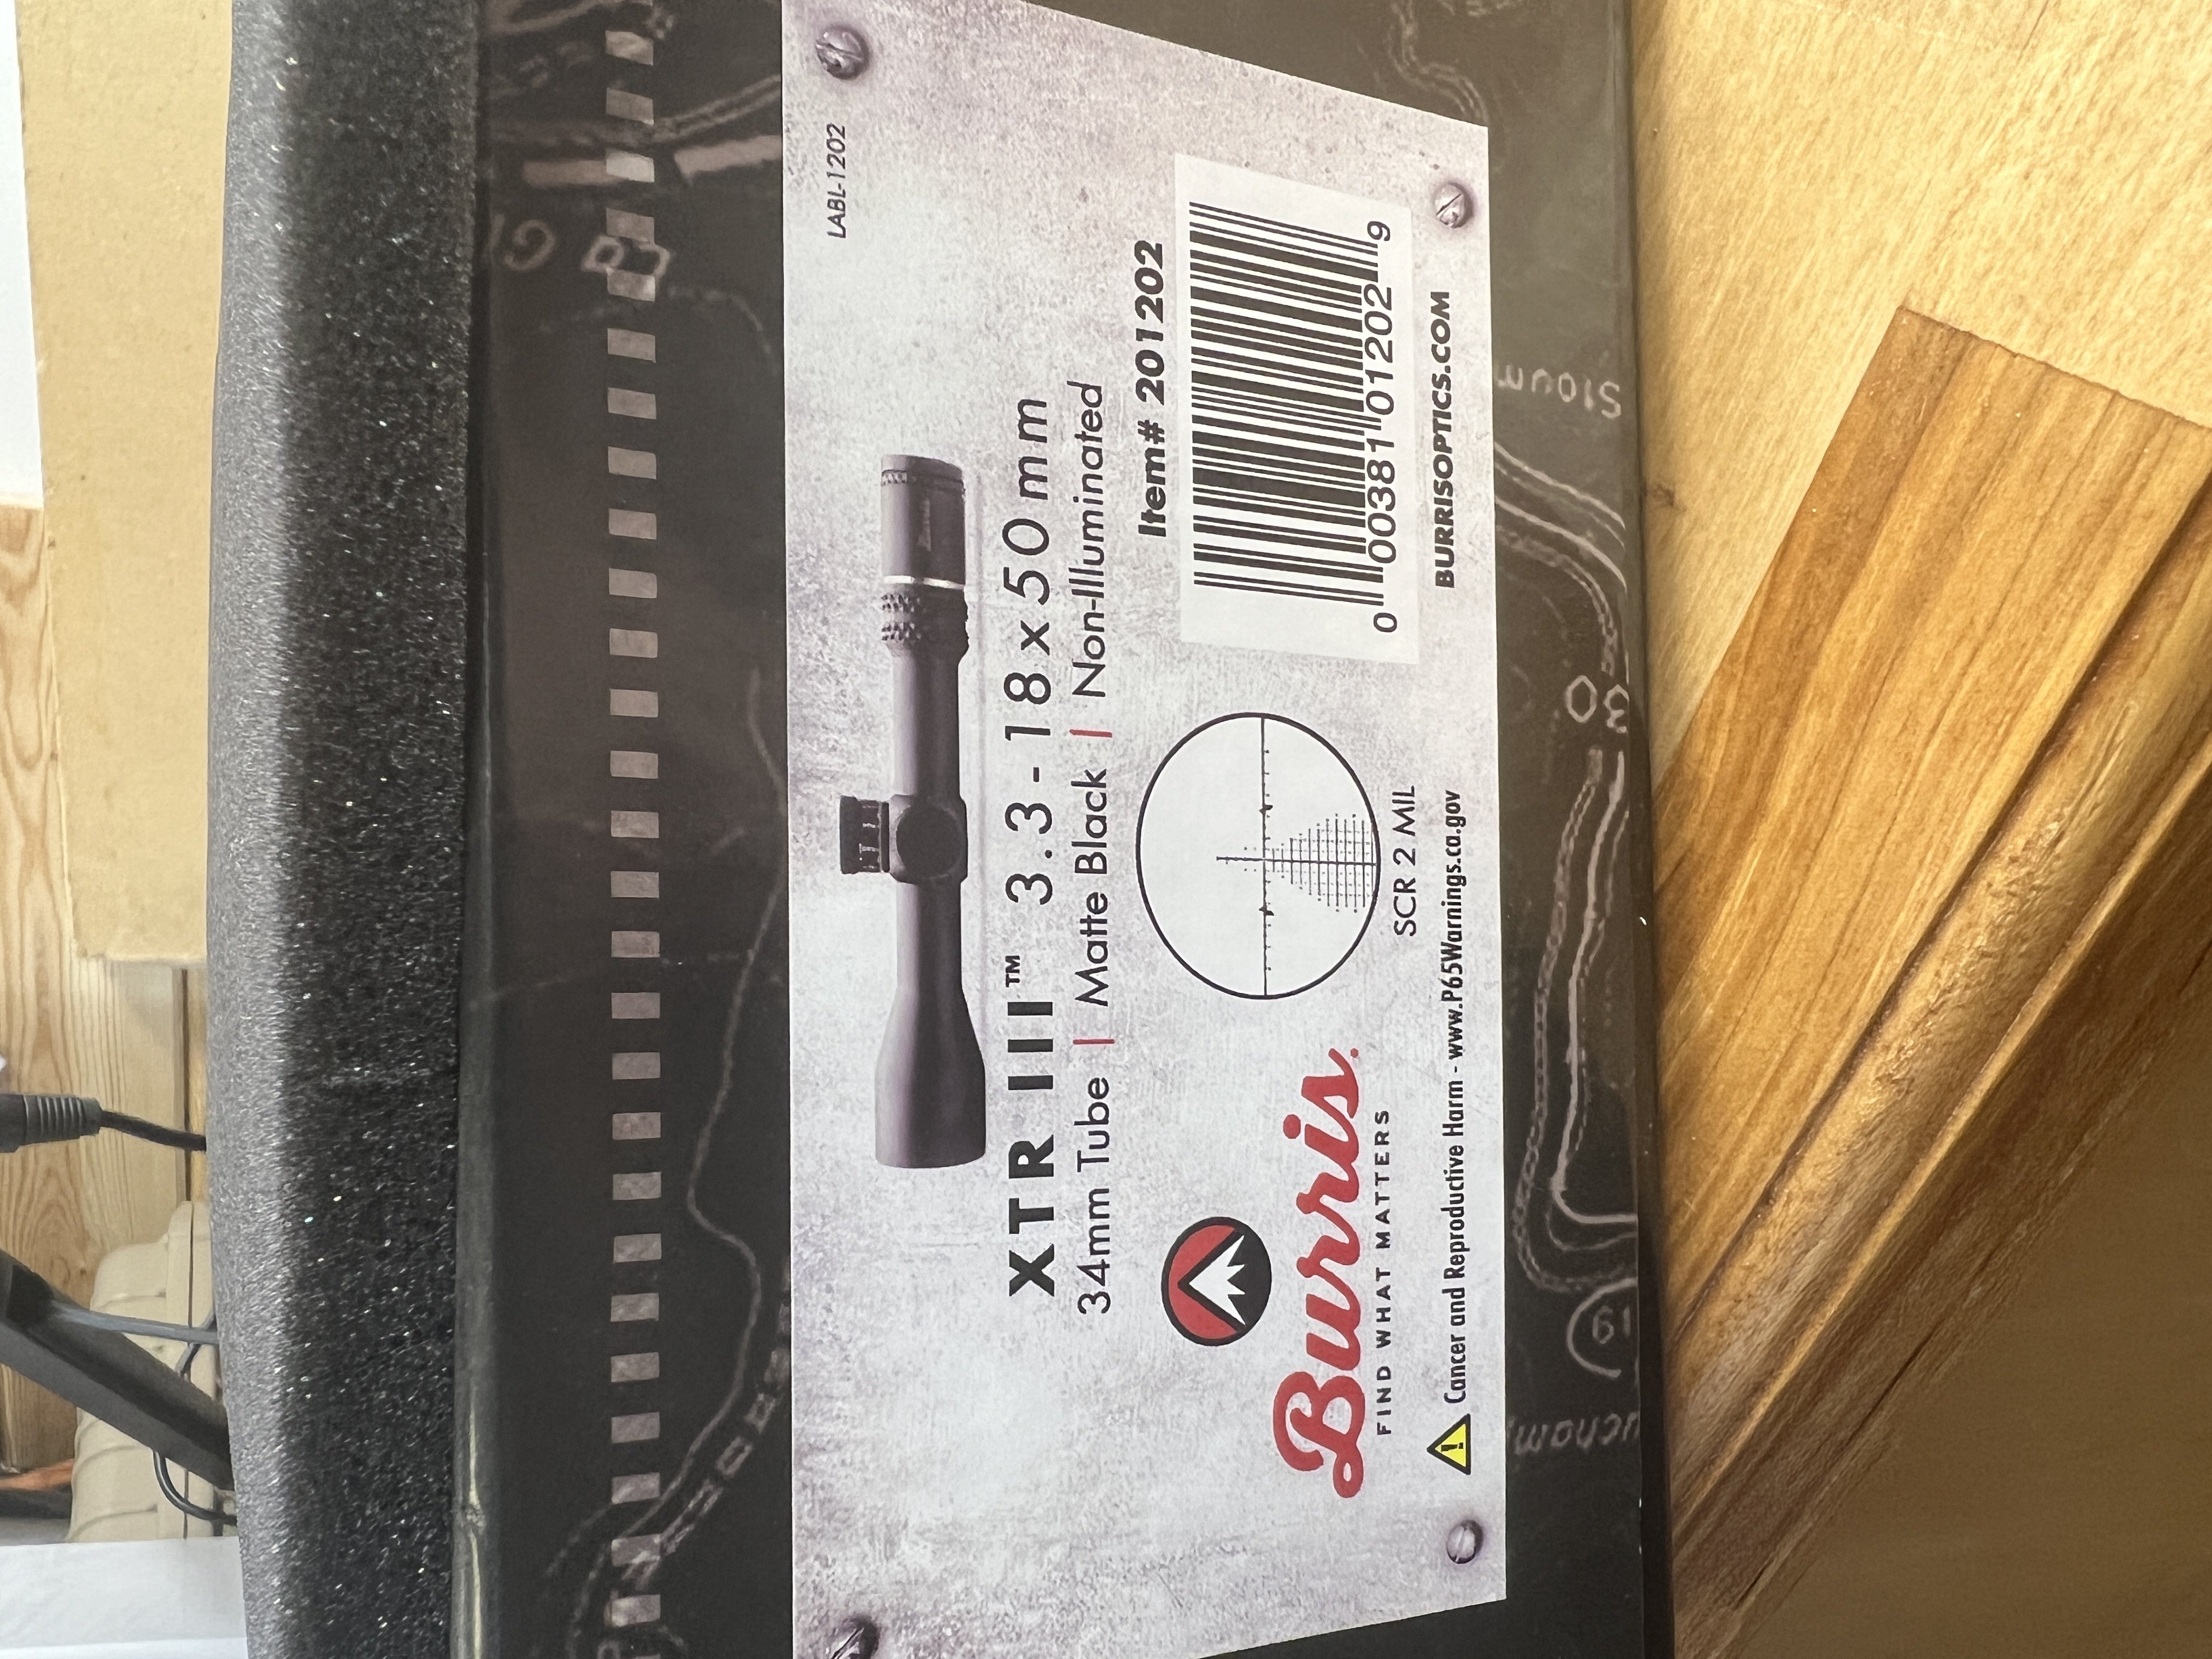 LABL-1202
XTR III™ 3.3-18x50mm
34mm Tube | Matte Black | Non-Illuminated
Item# 201202
SCR 2 MIL
0 00381 01202 9
Burris
FIND WHAT MATTERS
BURRISOPTICS.COM
Cancer and Reproductive Harm - www.P65Warnings.ca.gov
19